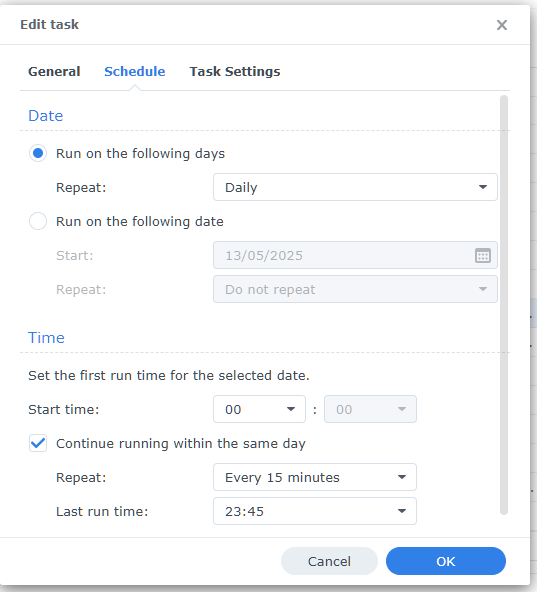 Edit task
General Schedule Task Settings
Date
Run on the following days
Repeat: Daily
Run on the following date
Start: 13/05/2025
Repeat: Do not repeat
Time
Set the first run time for the selected date.
Start time: 00 : 00
Continue running within the same day
Repeat: Every 15 minutes
Last run time: 23:45
Cancel OK